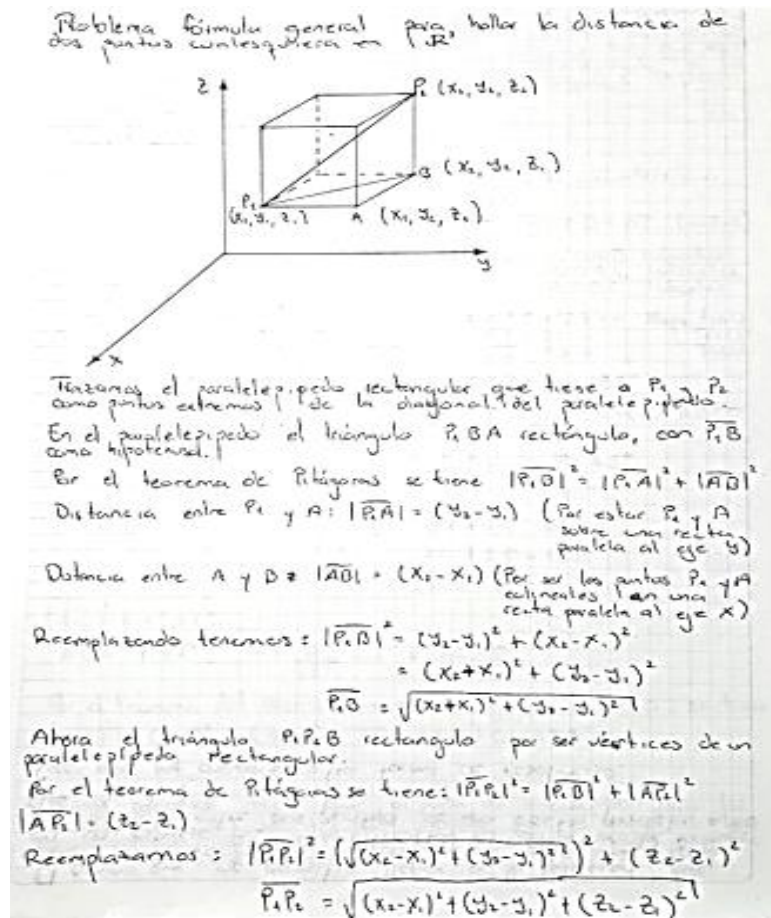 Problema fórmula general para hallar la distancia de
dos puntos cualesquiera en R³
Z
P₂ (x₂, y₂, z₂)
B (x₂, y₂, z₁)
P₁
(x₁, y₁, z₁)
A (x₁, y₂, z₁)
y
x
Trazamos el paralelepipedo rectangular que tiene a P₁ y P₂
como puntos extremos de la diagonal del paralelepipedo.
En el paralelepipedo el triángulo P₁BA rectángulo, con P₁B
como hipotenusa.
Por el teorema de Pitágoras se tiene |P₁B|² = |P₁A|² + |AB|²
Distancia entre P₁ y A: |P₁A| = (y₂-y₁) (Por estar P₁ y A
sobre una recta
paralela al eje y)
Distancia entre A y B = |AB| = (x₂-x₁) (Por ser los puntos P₁ y A
en una
recta paralela al eje x)
Reemplazando tenemos: |P₁B|² = (y₂-y₁)² + (x₂-x₁)²
= (x₂+x₁)² + (y₂-y₁)²
P₁B = √(x₂+x₁)² + (y₂-y₁)²
Ahora el triángulo P₁P₂B rectangulo por ser vértices de un
paralelepípedo rectangular.
Por el teorema de Pitágoras se tiene: |P₁P₂|² = |P₁B|² + |AP₂|²
|AP₂| = (z₂-z₁)
Reemplazamos: |P₁P₂|² = (√(x₂-x₁)² + (y₂-y₁)²)² + (z₂-z₁)²
P₁P₂ = √(x₂-x₁)² + (y₂-y₁)² + (z₂-z₁)²